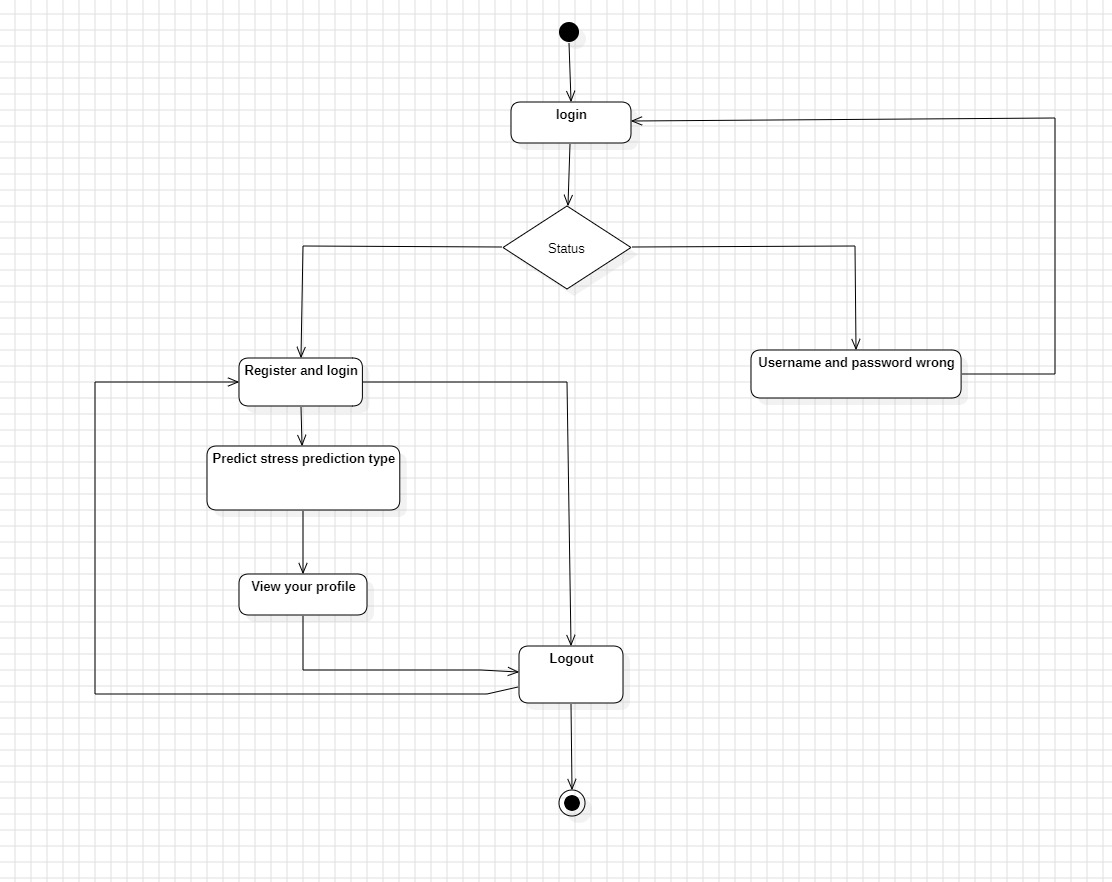 login
Status
Register and login
Username and password wrong
Predict stress prediction type
View your profile
Logout